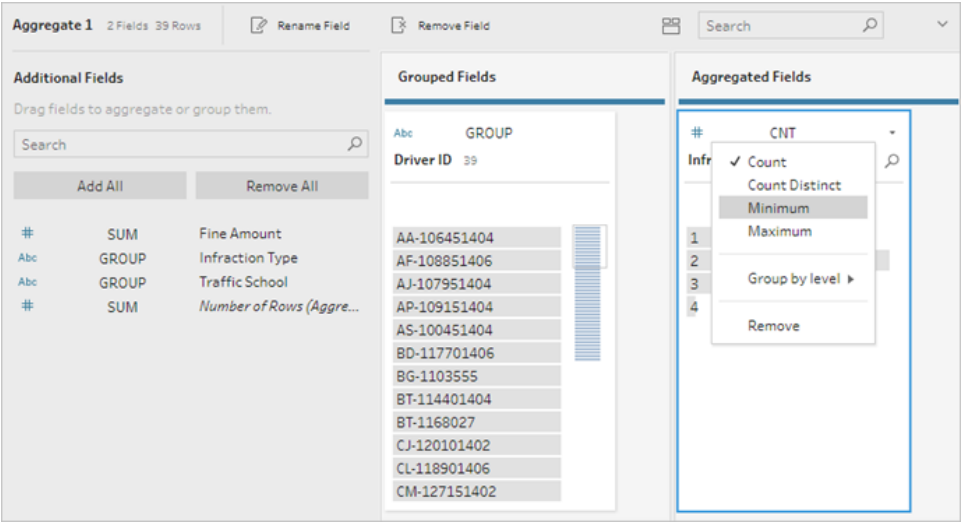 Aggregate 1 2 Fields 39 Rows Rename Field Remove Field Search
Additional Fields
Drag fields to aggregate or group them.
Search
Add All Remove All
# SUM Fine Amount
Abc GROUP Infraction Type
Abc GROUP Traffic School
# SUM Number of Rows (Aggre...
Grouped Fields
Abc GROUP
Driver ID 39
AA-106451404
AF-108851406
AJ-107951404
AP-109151404
AS-100451404
BD-117701406
BG-1103555
BT-114401404
BT-1168027
CJ-120101402
CL-118901406
CM-127151402
Aggregated Fields
# CNT
Infr
1
2
3
4
✓ Count
Count Distinct
Minimum
Maximum
Group by level
Remove